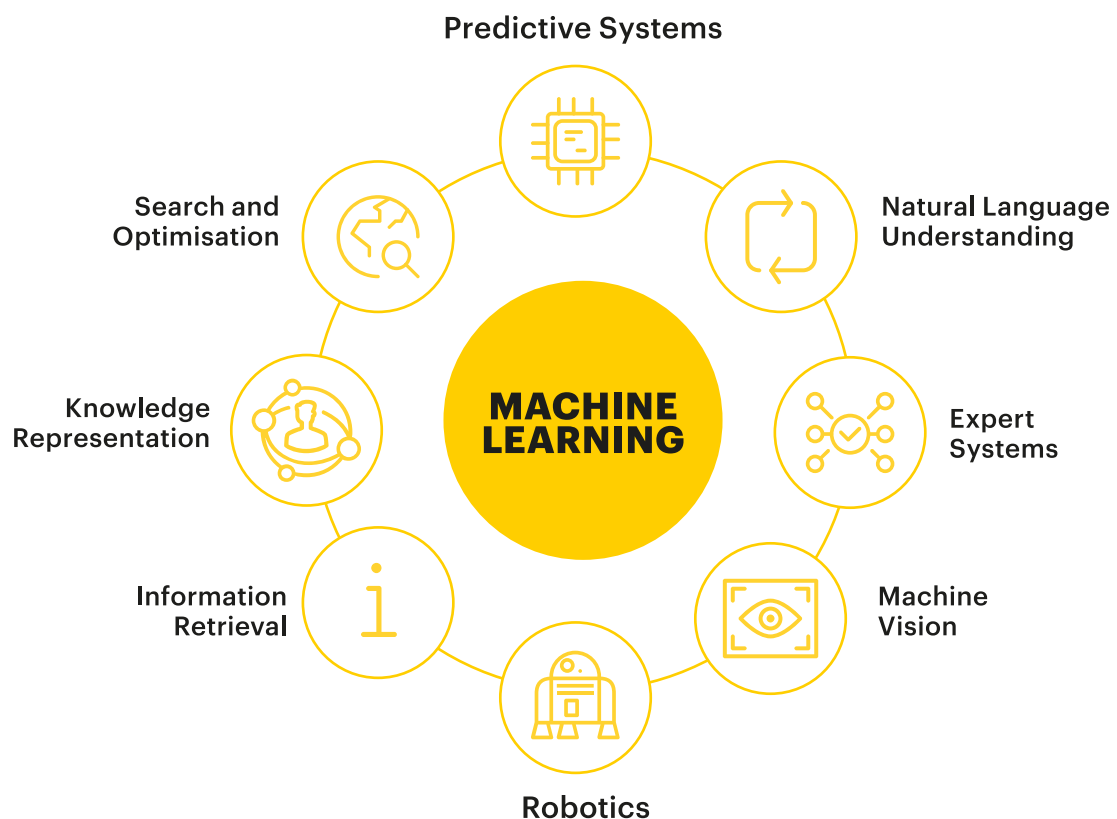 Predictive Systems
Search and
Optimisation
Natural Language
Understanding
MACHINE
LEARNING
Knowledge
Representation
Expert
Systems
Information
Retrieval
Machine
Vision
Robotics